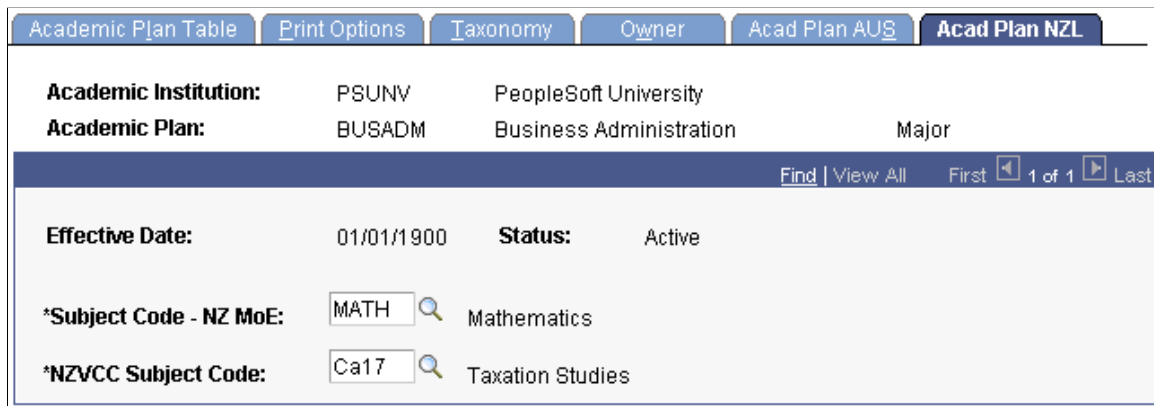 Academic Plan Table Print Options Taxonomy Owner Acad Plan AUS Acad Plan NZL
Academic Institution: PSUNV PeopleSoft University
Academic Plan: BUSADM Business Administration Major
Find | View All First 1 of 1 Last
Effective Date: 01/01/1900 Status: Active
*Subject Code - NZ MoE: MATH Mathematics
*NZVCC Subject Code: Ca17 Taxation Studies